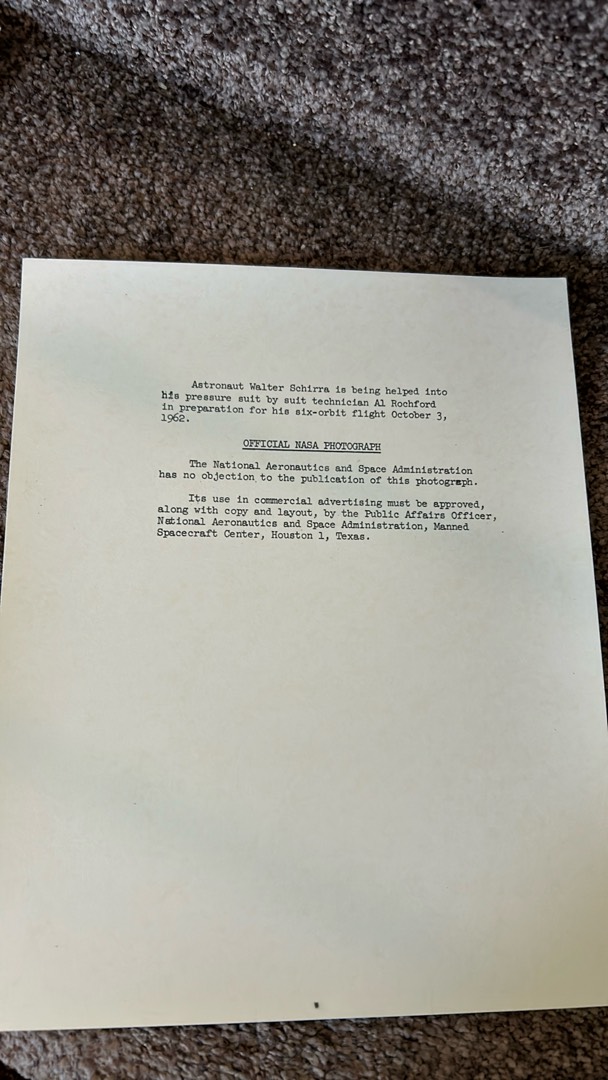 Astronaut Walter Schirra is being helped into
his pressure suit by suit technician Al Rochford
in preparation for his six-orbit flight October 3,
1962.
OFFICIAL NASA PHOTOGRAPH
The National Aeronautics and Space Administration
has no objection to the publication of this photograph.
Its use in commercial advertising must be approved,
along with copy and layout, by the Public Affairs Officer,
National Aeronautics and Space Administration, Manned
Spacecraft Center, Houston 1, Texas.